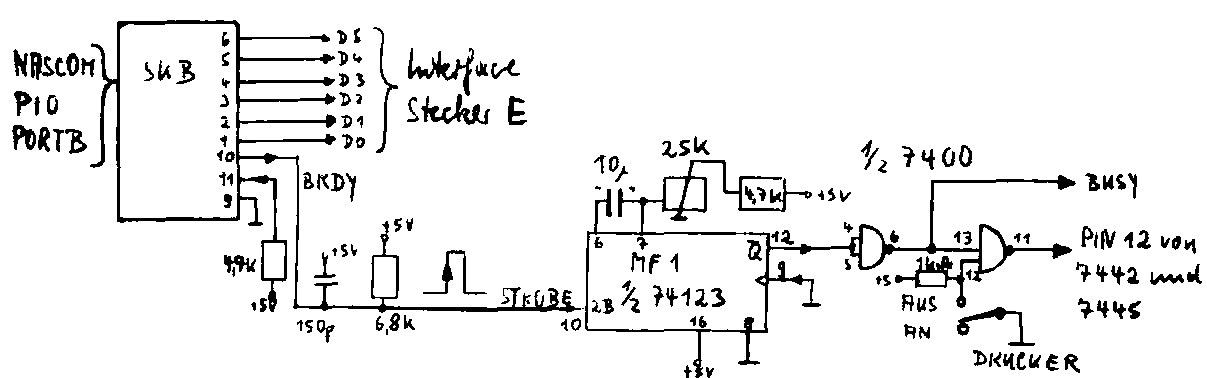 NASCOM
PIO
PORTB
SKB
6 D5
5 D4
4 D3
3 D2
2 D1
1 D0
10
11
9
Interface
Stecker E
BRDY
4,7k
+5V
+5V
150p
+5V
6,8k
STROBE
10μ
25k
4,7k
+5V
6
7
MF 1
1/2 74123
2B
10
Q
12
9
16
8
+5V
1/2 7400
4
5
6
13
12
11
BUSY
PIN 12 von
7442 und
7445
+5
1k
AUS
AN
DRUCKER